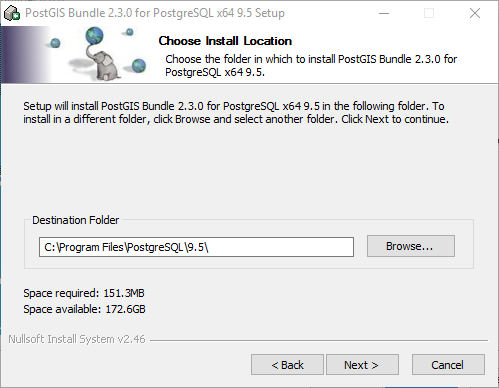 PostGIS Bundle 2.3.0 for PostgreSQL x64 9.5 Setup
Choose Install Location
Choose the folder in which to install PostGIS Bundle 2.3.0 for
PostgreSQL x64 9.5.
Setup will install PostGIS Bundle 2.3.0 for PostgreSQL x64 9.5 in the following folder. To
install in a different folder, click Browse and select another folder. Click Next to continue.
Destination Folder
C:\Program Files\PostgreSQL\9.5\
Browse...
Space required: 151.3MB
Space available: 172.6GB
Nullsoft Install System v2.46
< Back
Next >
Cancel